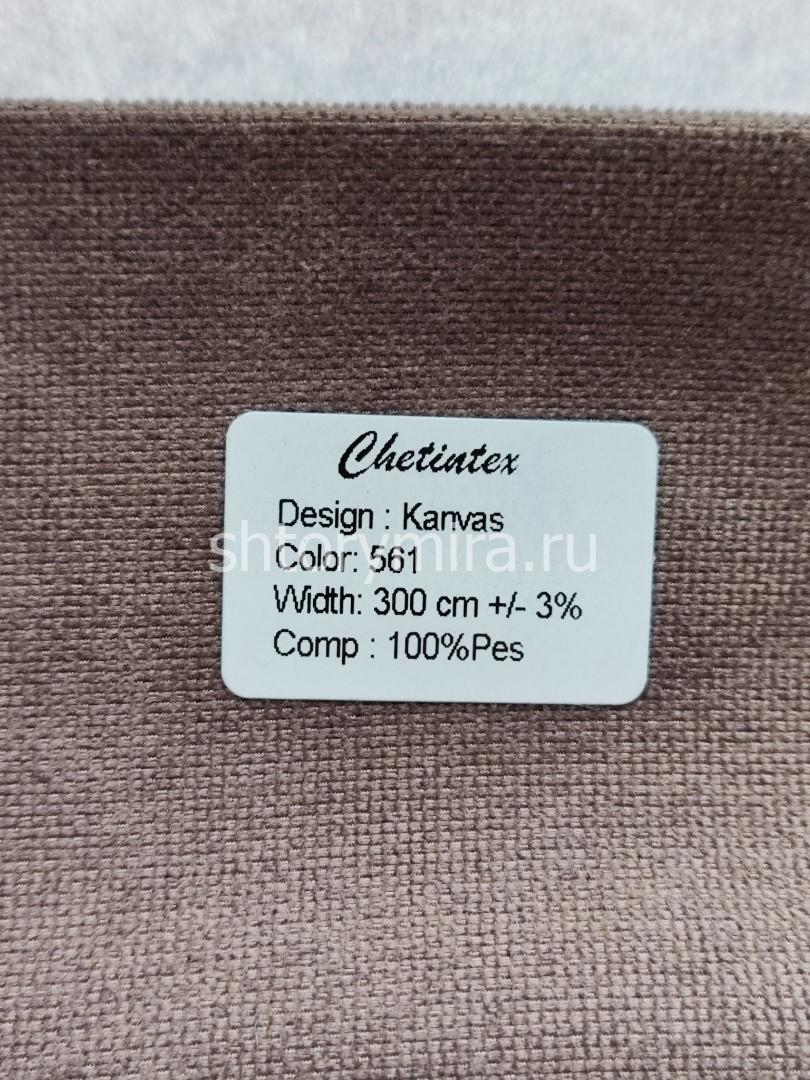 Chetintex
Design : Kanvas
shtorymira.ru
Color: 561
Width: 300 cm +/- 3%
Comp : 100%Pes